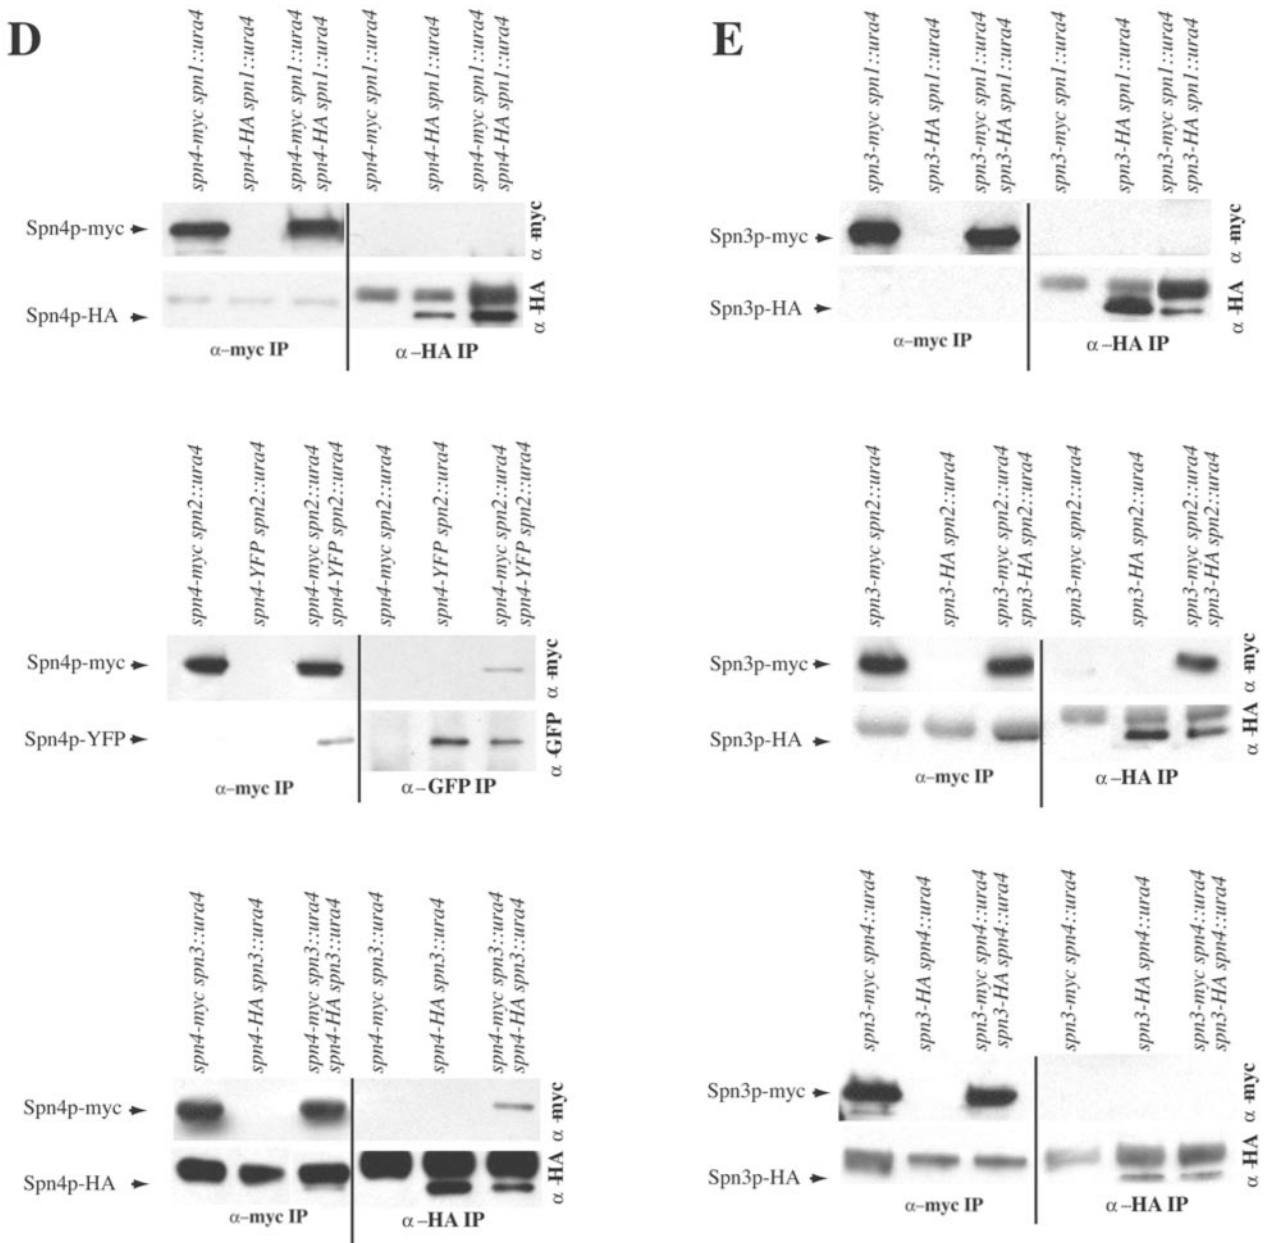 D
spn4-myc spn1::ura4
spn4-HA spn1::ura4
spn4-myc spn1::ura4
spn4-HA spn1::ura4
spn4-myc spn1::ura4
spn4-HA spn1::ura4
spn4-myc spn1::ura4
spn4-HA spn1::ura4
Spn4p-myc
α-myc
Spn4p-HA
α-HA
α-myc IP
α-HA IP
spn4-myc spn2::ura4
spn4-YFP spn2::ura4
spn4-myc spn2::ura4
spn4-YFP spn2::ura4
spn4-myc spn2::ura4
spn4-YFP spn2::ura4
spn4-myc spn2::ura4
spn4-YFP spn2::ura4
Spn4p-myc
α-myc
Spn4p-YFP
α-GFP
α-myc IP
α-GFP IP
spn4-myc spn3::ura4
spn4-HA spn3::ura4
spn4-myc spn3::ura4
spn4-HA spn3::ura4
spn4-myc spn3::ura4
spn4-HA spn3::ura4
spn4-myc spn3::ura4
spn4-HA spn3::ura4
Spn4p-myc
α-myc
Spn4p-HA
α-HA
α-myc IP
α-HA IP
E
spn3-myc spn1::ura4
spn3-HA spn1::ura4
spn3-myc spn1::ura4
spn3-HA spn1::ura4
spn3-myc spn1::ura4
spn3-HA spn1::ura4
spn3-myc spn1::ura4
spn3-HA spn1::ura4
Spn3p-myc
α-myc
Spn3p-HA
α-HA
α-myc IP
α-HA IP
spn3-myc spn2::ura4
spn3-HA spn2::ura4
spn3-myc spn2::ura4
spn3-HA spn2::ura4
spn3-myc spn2::ura4
spn3-HA spn2::ura4
spn3-myc spn2::ura4
spn3-HA spn2::ura4
Spn3p-myc
α-myc
Spn3p-HA
α-HA
α-myc IP
α-HA IP
spn3-myc spn4::ura4
spn3-HA spn4::ura4
spn3-myc spn4::ura4
spn3-HA spn4::ura4
spn3-myc spn4::ura4
spn3-HA spn4::ura4
spn3-myc spn4::ura4
spn3-HA spn4::ura4
Spn3p-myc
α-myc
Spn3p-HA
α-HA
α-myc IP
α-HA IP